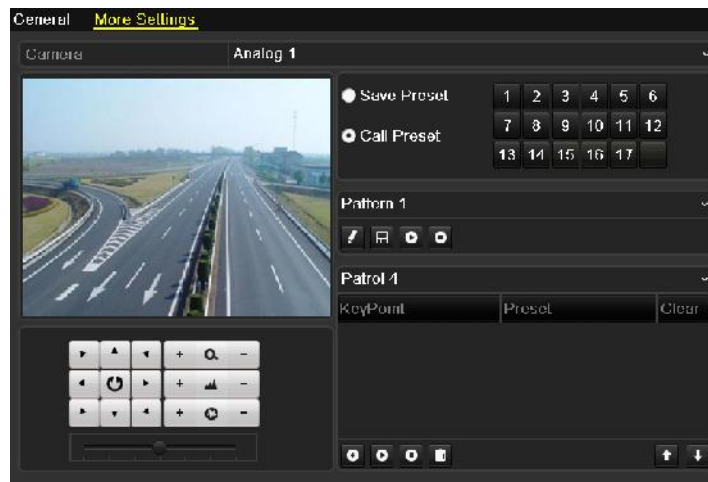 General More Settings
Camera Analog 1
Save Preset 1 2 3 4 5 6
Call Preset 7 8 9 10 11 12
13 14 15 16 17
Pattern 1
Patrol 4
KeyPoint Preset Clear